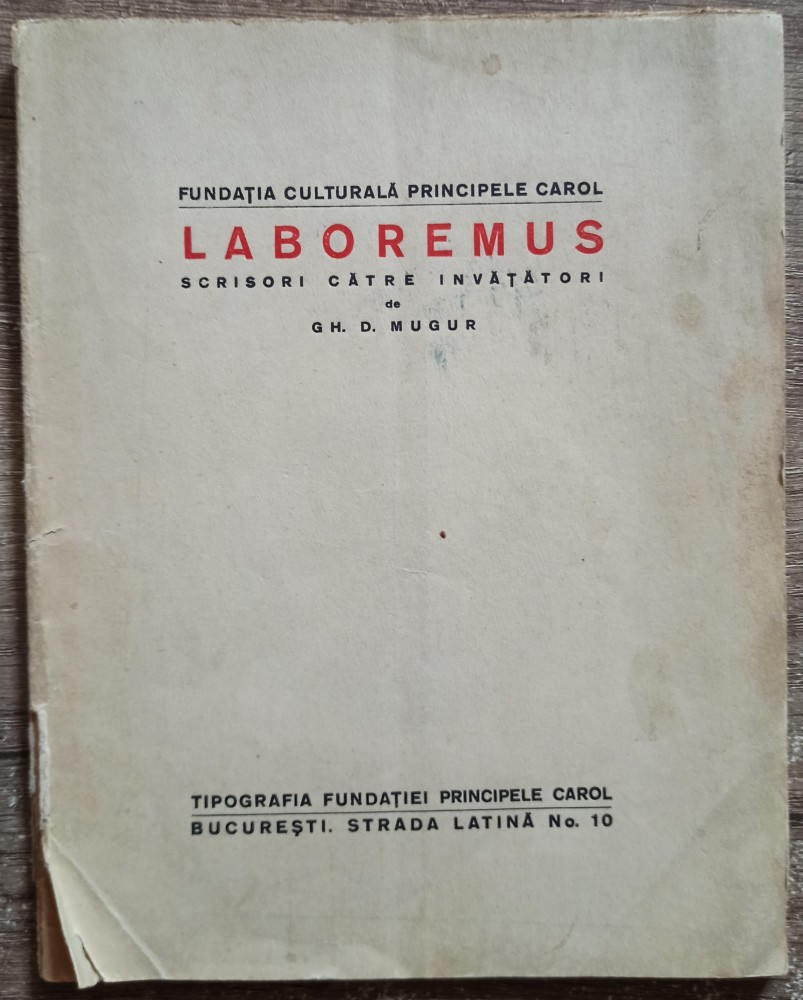 FUNDAȚIA CULTURALĂ PRINCIPELE CAROL
LABOREMUS
SCRISORI CĂTRE INVĂȚĂTORI
de
GH. D. MUGUR
TIPOGRAFIA FUNDAȚIEI PRINCIPELE CAROL
BUCUREȘTI. STRADA LATINĂ No. 10